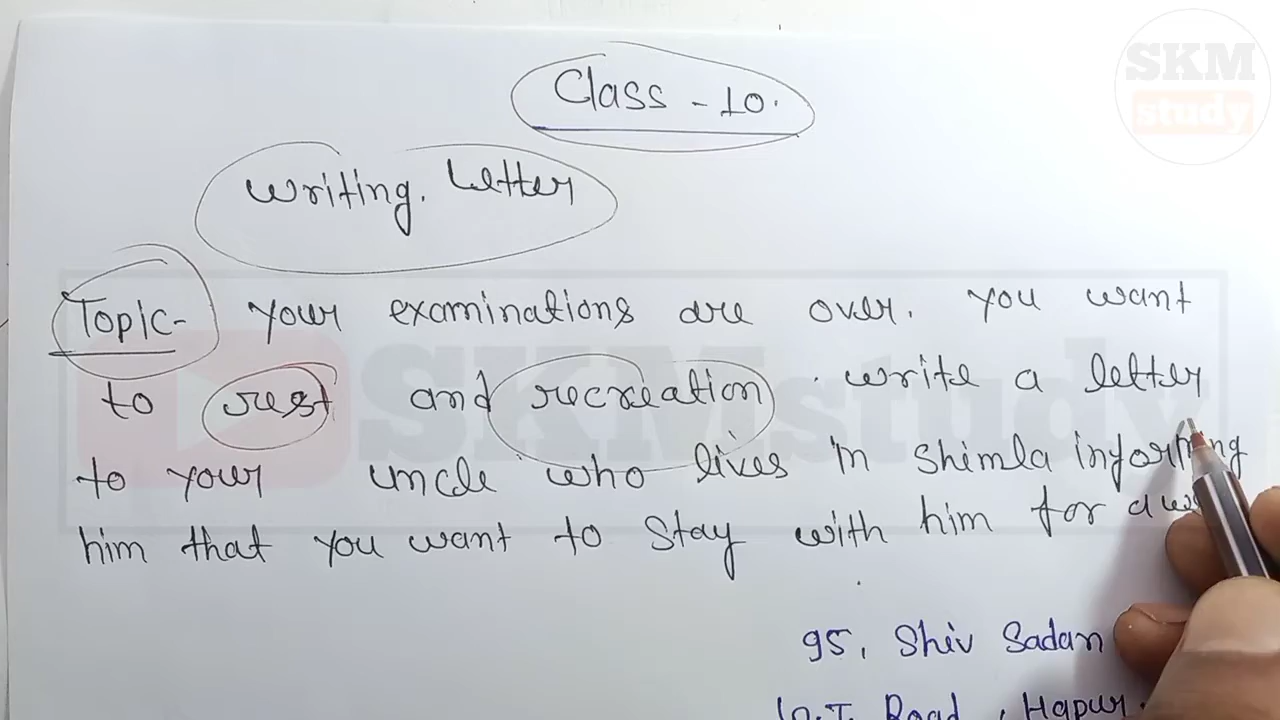 SKM
study
Class - 10.
Writing. Letter
Topic- Your examinations are over. You want
to rest and recreation. write a letter
to your uncle who lives in Shimla informing
him that you want to stay with him for a
95, Shiv Sadan
G.T. Road, Hapur.
SKMstudy